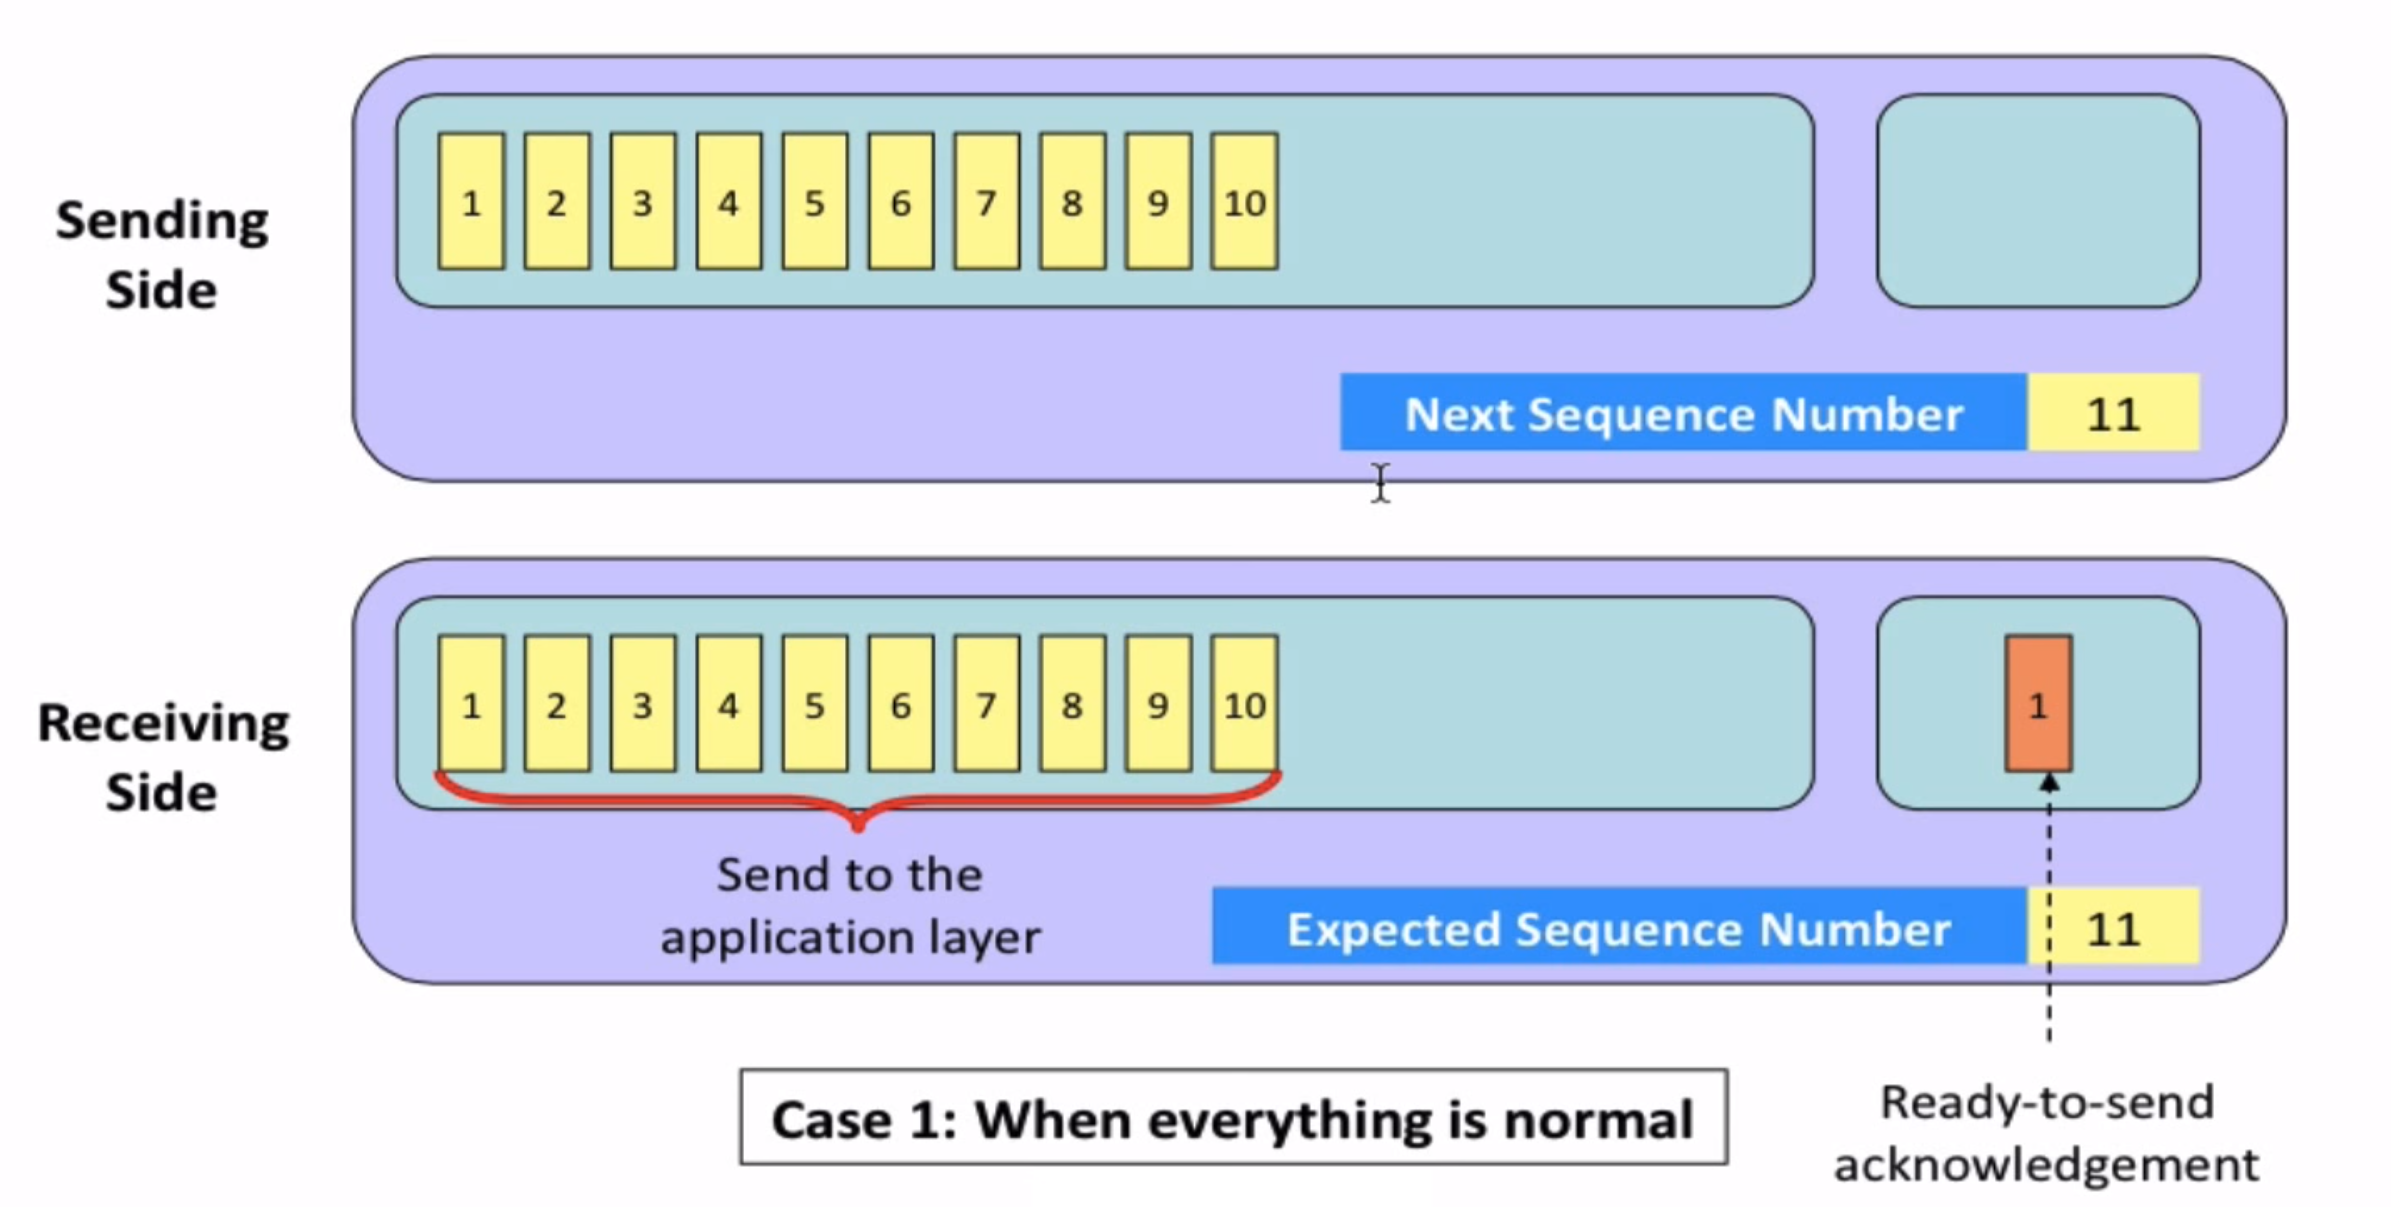 Sending
Side
1 2 3 4 5 6 7 8 9 10
Next Sequence Number 11
Receiving
Side
1 2 3 4 5 6 7 8 9 10
1
Send to the
application layer
Expected Sequence Number 11
Case 1: When everything is normal
Ready-to-send
acknowledgement